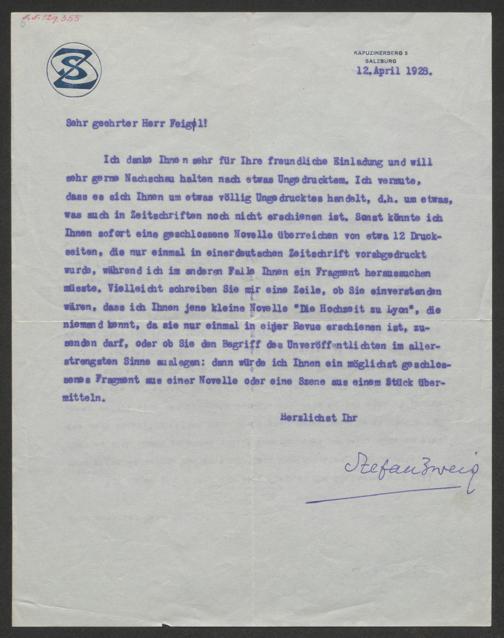 SZ
KAPUZINERBERG 5
SALZBURG
12.April 1928.
Sehr geehrter Herr Feigl!
Ich danke Ihnen sehr für Ihre freundliche Einladung und will
sehr gerne Nachschau halten nach etwas Ungedrucktem. Ich vermute,
dass es sich Ihnen um etwas völlig Ungedrucktes handelt, d.h. um etwas,
was auch in Zeitschriften noch nicht erschienen ist. Sonst könnte ich
Ihnen sofort eine geschlossene Novelle überreichen von etwa 12 Druck-
seiten, die nur einmal in einerdeutschen Zeitschrift vorabgedruckt
wurde, während ich im anderen Falle Ihnen ein Fragment heraussuchen
müsste. Vielleicht schreiben Sie mir eine Zeile, ob Sie einverstanden
wären, dass ich Ihnen jene kleine Novelle "Die Hochzeit zu Lyon", die
niemand kennt, da sie nur einmal in einer Revue erschienen ist, zu-
senden darf, oder ob Sie den Begriff des Unveröffentlichten im aller-
strengsten Sinne auslegen: dann würde ich Ihnen ein möglichst geschlos-
senes Fragment aus einer Novelle oder eine Szene aus einem Stück über-
mitteln.
Herzlichst Ihr
Stefan Zweig